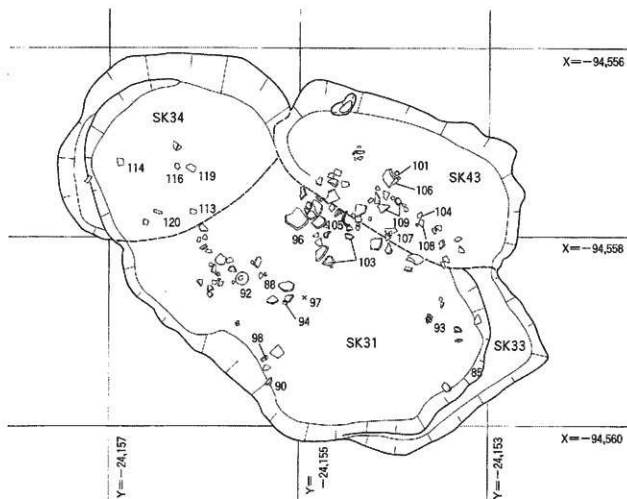 X=-94,556
SK34
101
SK43
114
116
119
106
109
104
120
113
105
96
107
108
X=-94,558
103
88
92
97
94
93
98
SK31
SK33
90
85
X=-94,560
Y=-24,157
Y=
-24,155
Y=-24,153